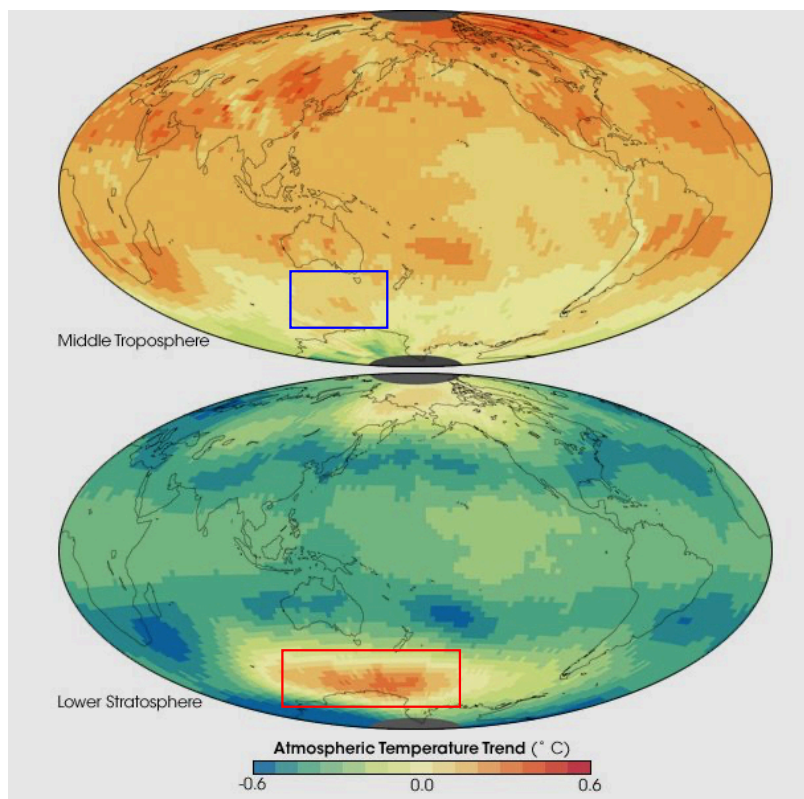 Middle Troposphere
Lower Stratosphere
Atmospheric Temperature Trend (° C)
-0.6 0.0 0.6